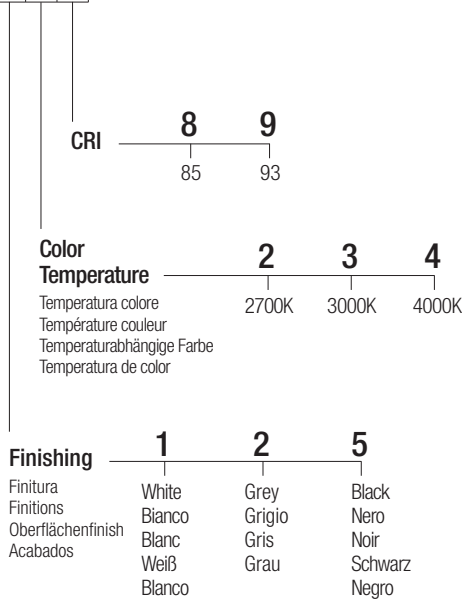 8 9
CRI
85 93
Color
Temperature
2 3 4
2700K 3000K 4000K
Temperatura colore
Température couleur
Temperaturabhängige Farbe
Temperatura de color
Finishing
1 2 5
Finitura
Finitions
Oberflächenfinish
Acabados
White Grey Black
Bianco Grigio Nero
Blanc Gris Noir
Weiß Grau Schwarz
Blanco Negro